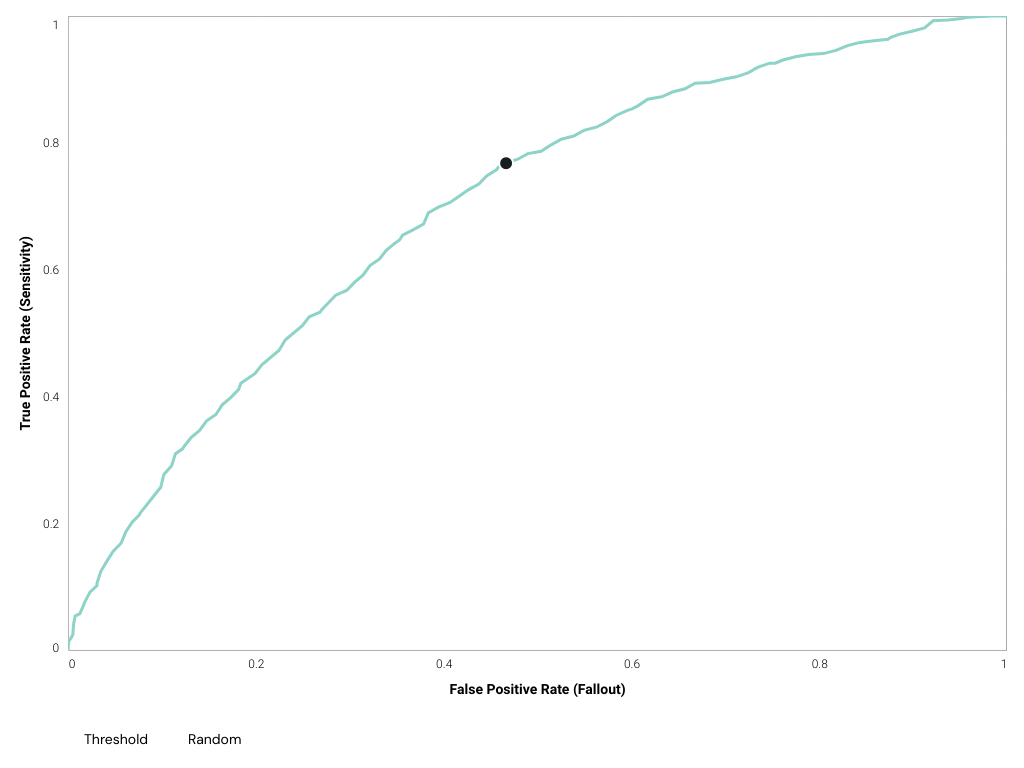 1
0.8
0.6
0.4
0.2
0
True Positive Rate (Sensitivity)
0 0.2 0.4 0.6 0.8 1
False Positive Rate (Fallout)
Threshold Random